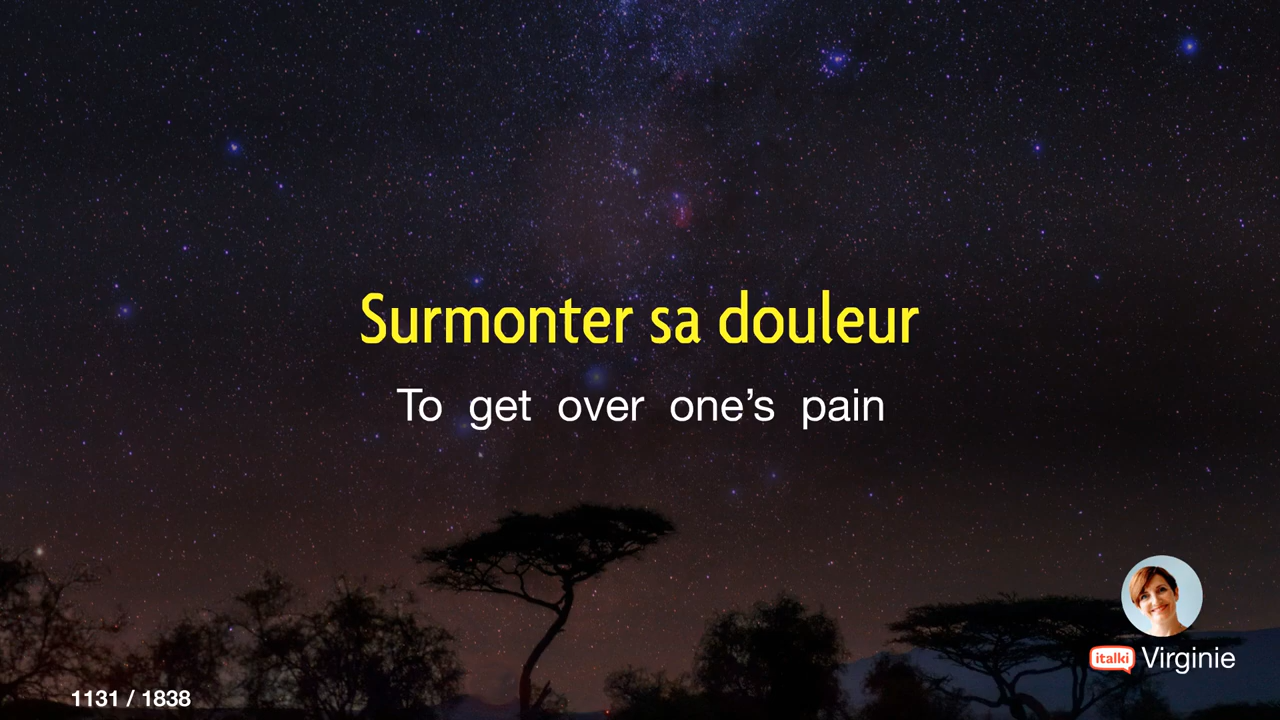 Surmonter sa douleur
To get over one’s pain
italki Virginie
1131 / 1838